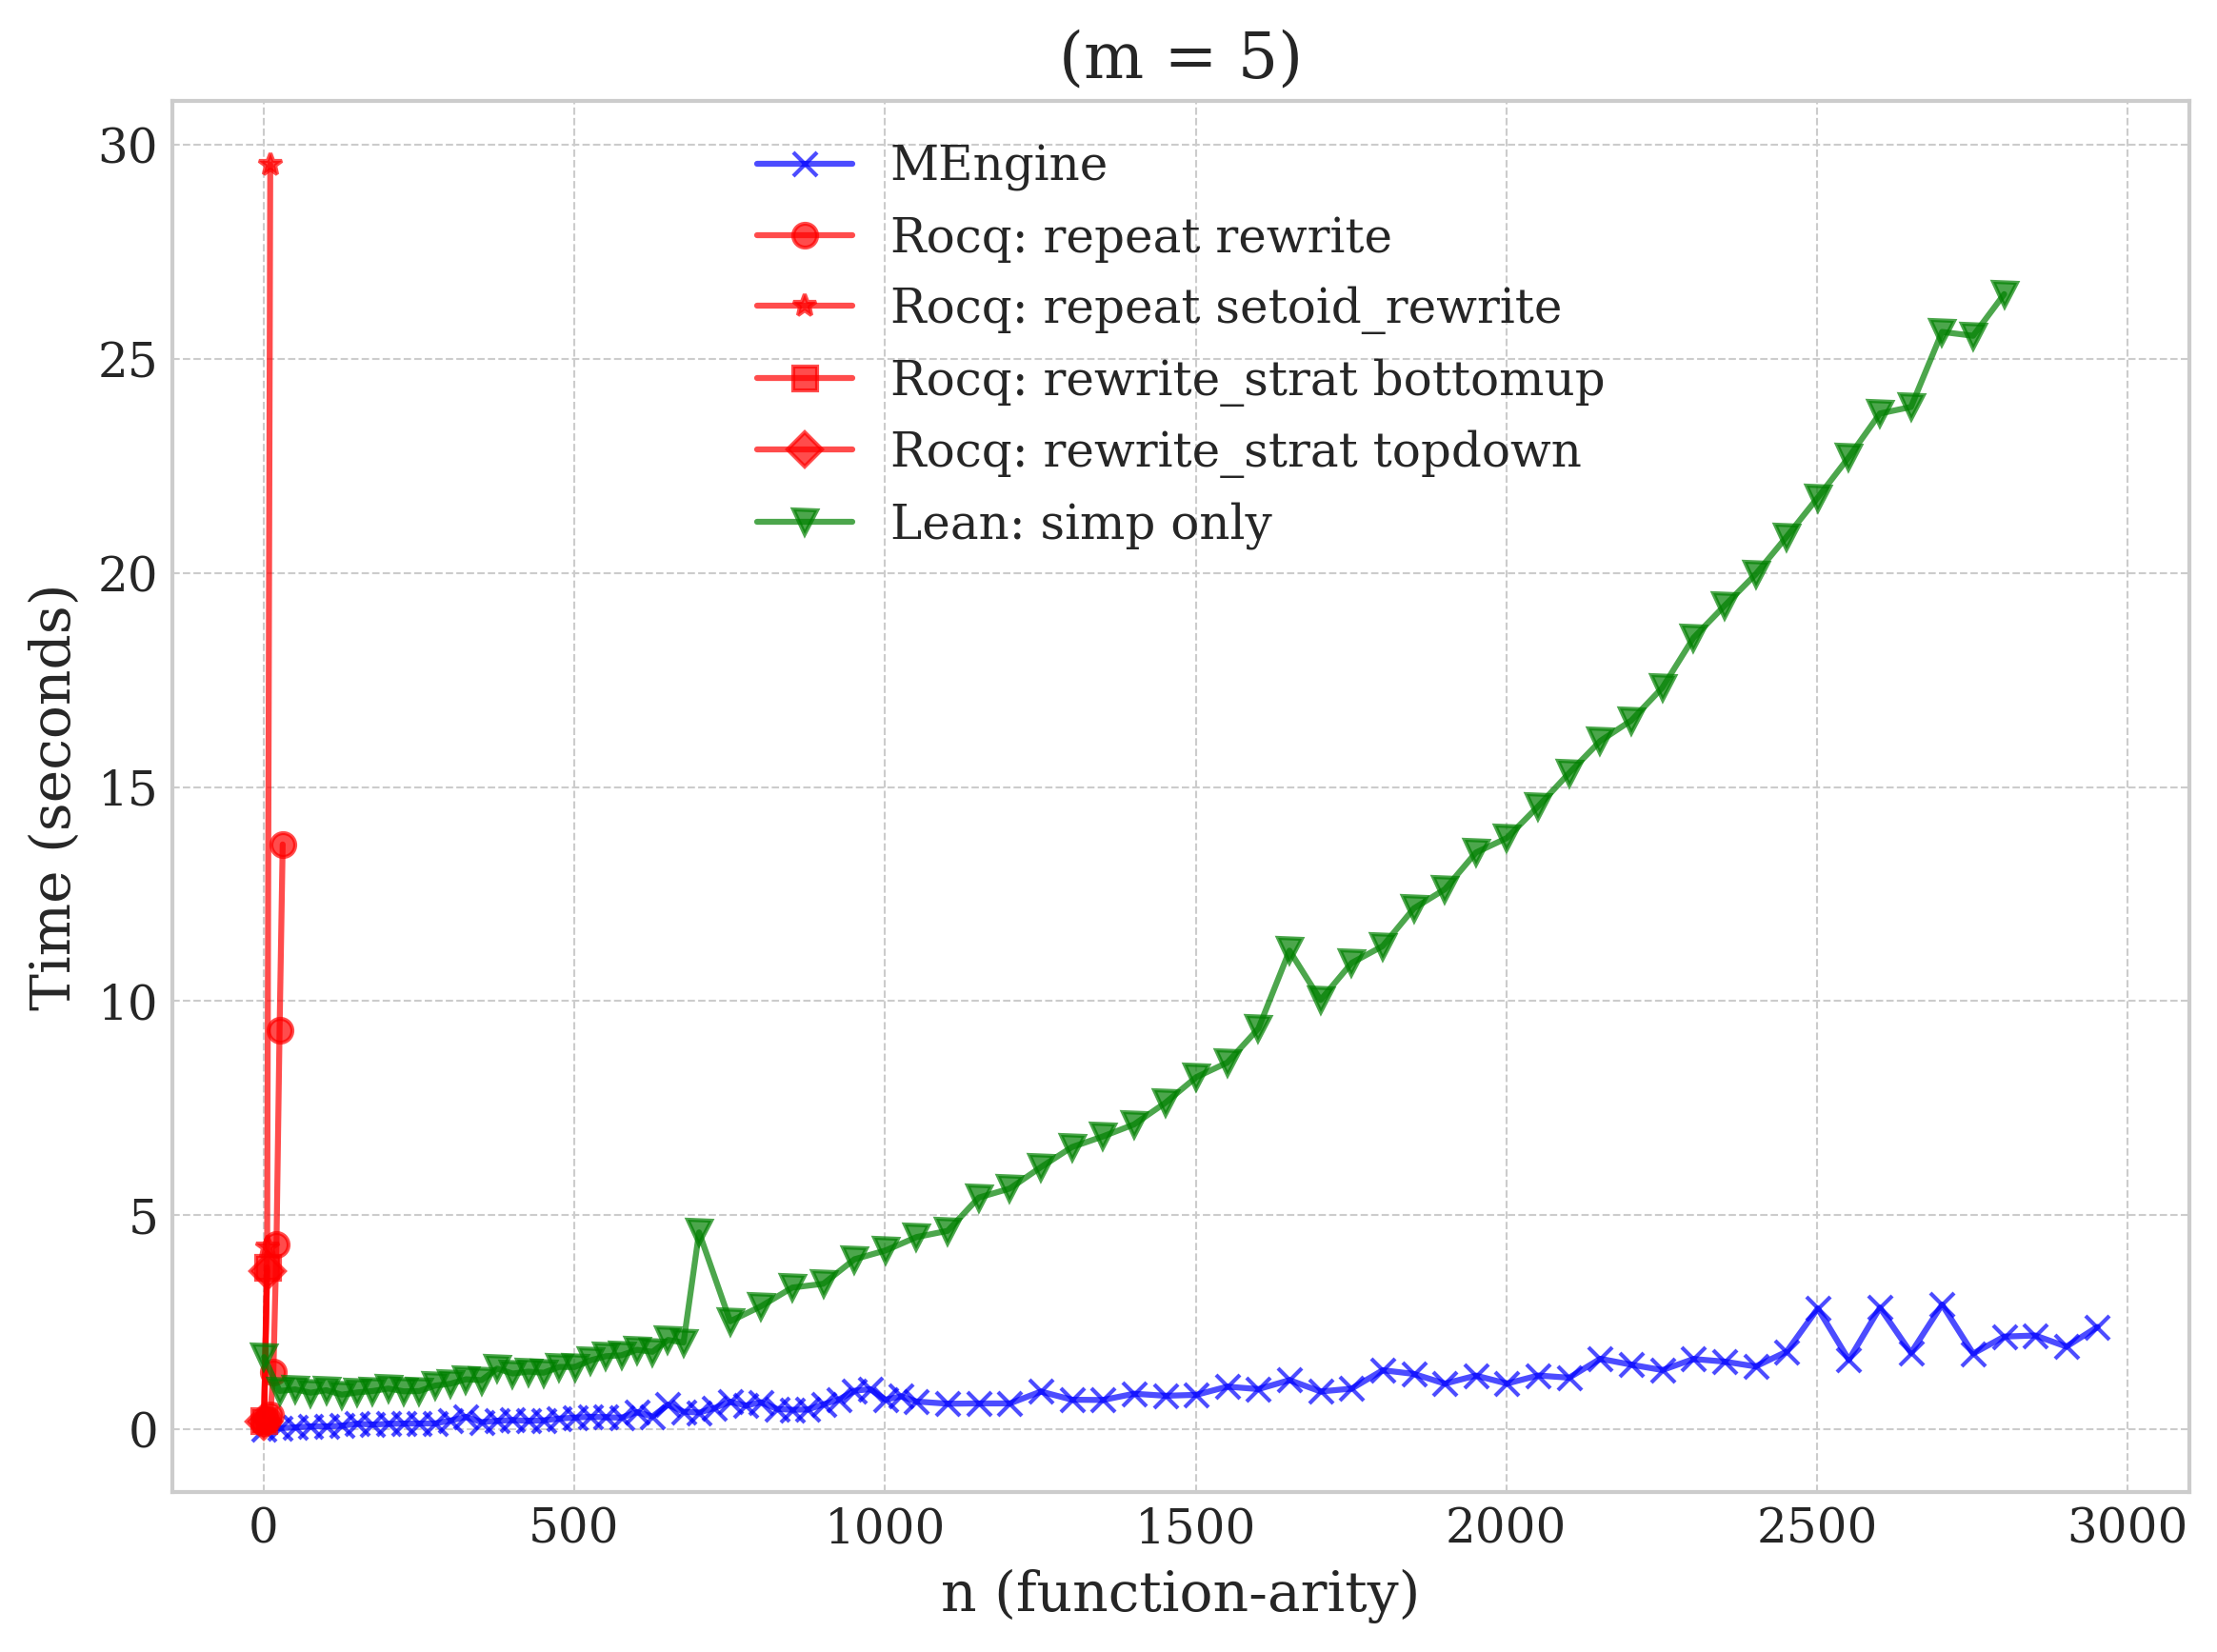 (m = 5)
30
25
20
15
10
5
0
Time (seconds)
MEngine
Rocq: repeat rewrite
Rocq: repeat setoid_rewrite
Rocq: rewrite_strat bottomup
Rocq: rewrite_strat topdown
Lean: simp only
0 500 1000 1500 2000 2500 3000
n (function-arity)